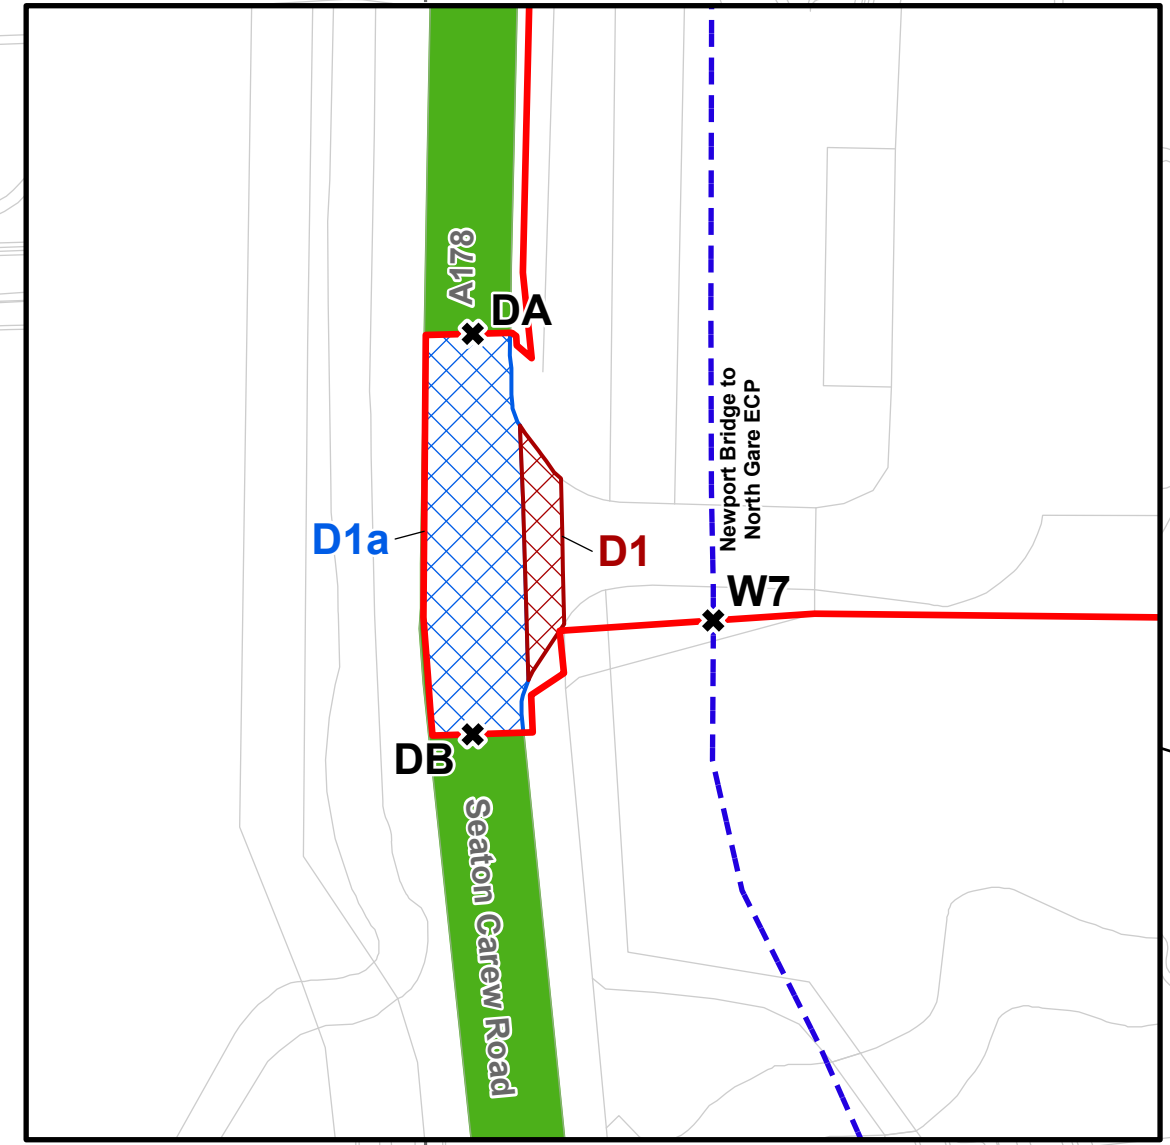 A178
DA
Newport Bridge to
North Gare ECP
D1a
D1
W7
DB
Seaton Carew Road